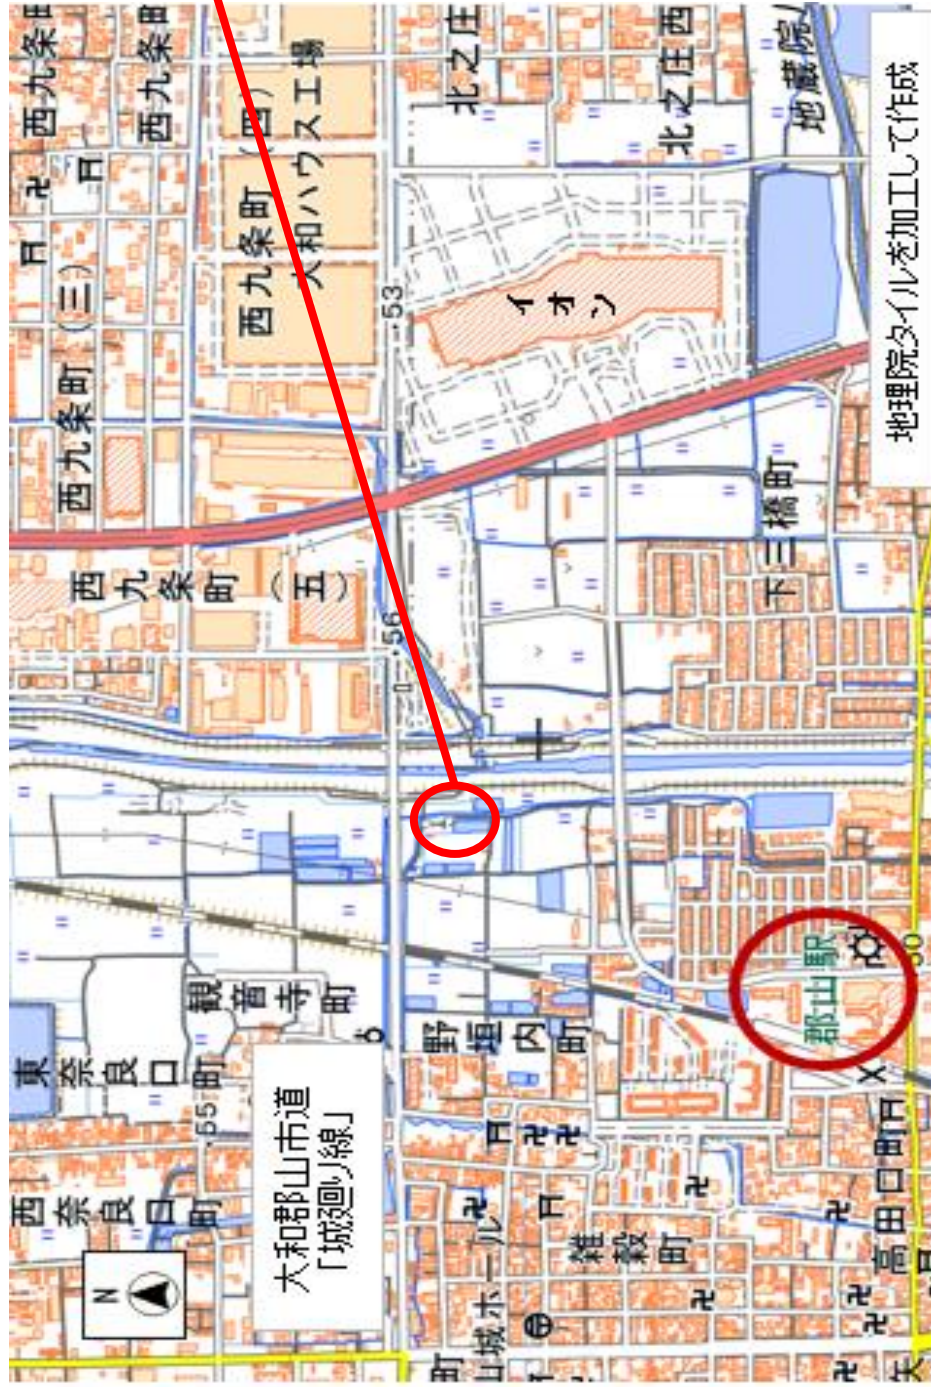 N
西奈良口町
東奈良口町
西九条町(五)
西九条町(三)
西九条
西九条
55
観音寺町
西九条町(四)
大和ハウス工場
大和郡山市道
「城廻り線」
56
53
野垣内町
北之庄
イオン
山城ホール
雑穀町
北之庄西
下三橋町
地蔵院
郡山駅
高田口町
50
地理院タイルを加工して作成